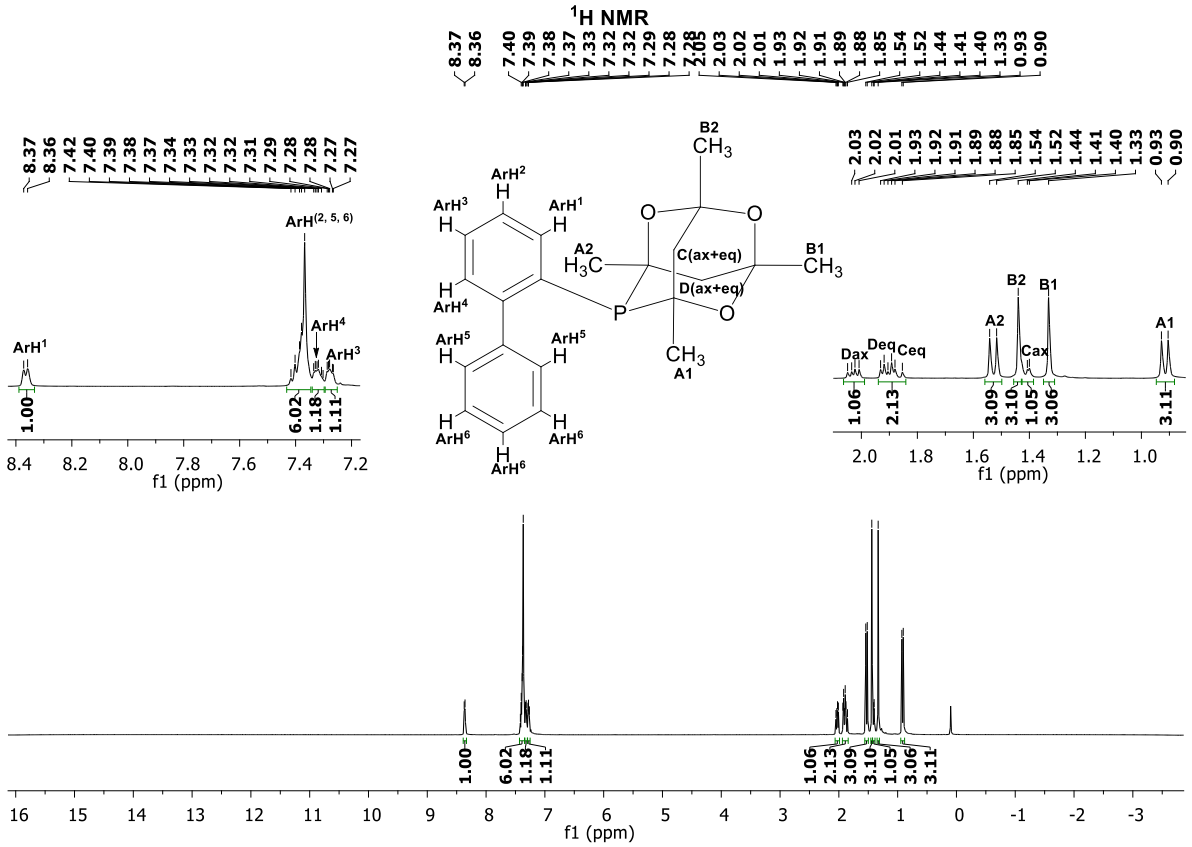 ¹H NMR
8.37 8.36 7.40 7.39 7.38 7.37 7.33 7.32 7.32 7.29 7.28 7.28 2.05 2.03 2.02 2.01 1.93 1.92 1.91 1.89 1.88 1.85 1.54 1.52 1.44 1.41 1.40 1.33 0.93 0.90
8.37 8.36 7.42 7.40 7.39 7.38 7.37 7.34 7.33 7.32 7.32 7.31 7.29 7.28 7.28 7.27 7.27
ArH¹
ArH(2, 5, 6)
ArH⁴
ArH³
1.00 6.02 1.18 1.11
8.4 8.2 8.0 7.8 7.6 7.4 7.2
f1 (ppm)
B2
CH3
ArH²
H
ArH³
H
ArH¹
H
O
O
A2
H3C
C(ax+eq)
B1
CH3
D(ax+eq)
H
ArH⁴
P
O
ArH⁵
H
ArH⁵
H
CH3
A1
H
ArH⁶
H
ArH⁶
H
ArH⁶
2.03 2.02 2.01 1.93 1.92 1.91 1.89 1.88 1.85 1.54 1.52 1.44 1.41 1.40 1.33 0.93 0.90
Dax
Deq
Ceq
A2
B2
Cax
B1
A1
1.06 2.13 3.09 3.10 1.05 3.06 3.11
2.0 1.8 1.6 1.4 1.2 1.0
f1 (ppm)
1.00 6.02 1.18 1.11 1.06 2.13 3.09 3.10 1.05 3.06 3.11
16 15 14 13 12 11 10 9 8 7 6 5 4 3 2 1 0 -1 -2 -3
f1 (ppm)